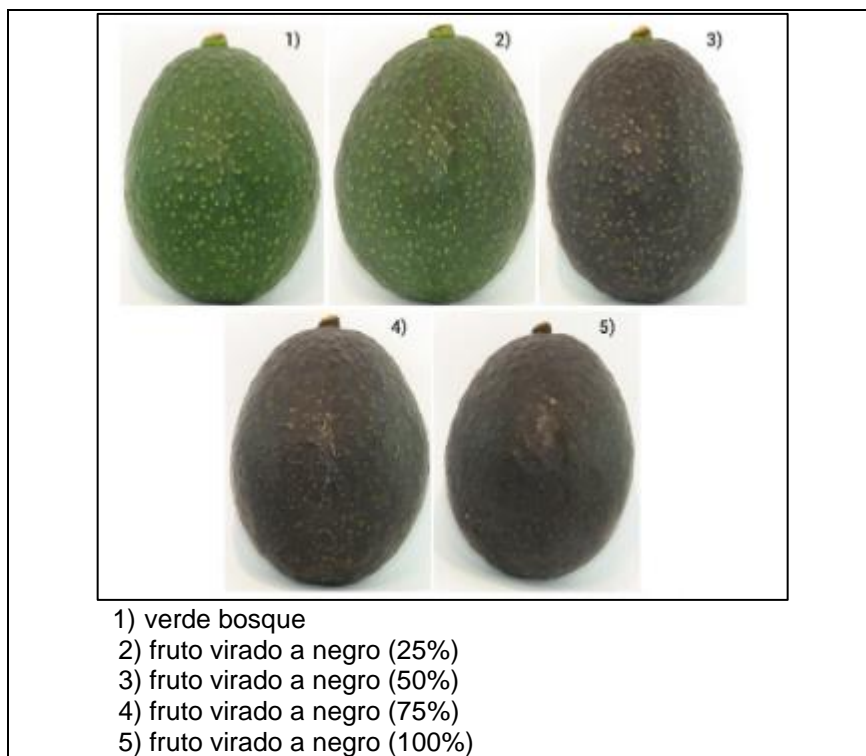 1)
2)
3)
4)
5)
1) verde bosque
2) fruto virado a negro (25%)
3) fruto virado a negro (50%)
4) fruto virado a negro (75%)
5) fruto virado a negro (100%)